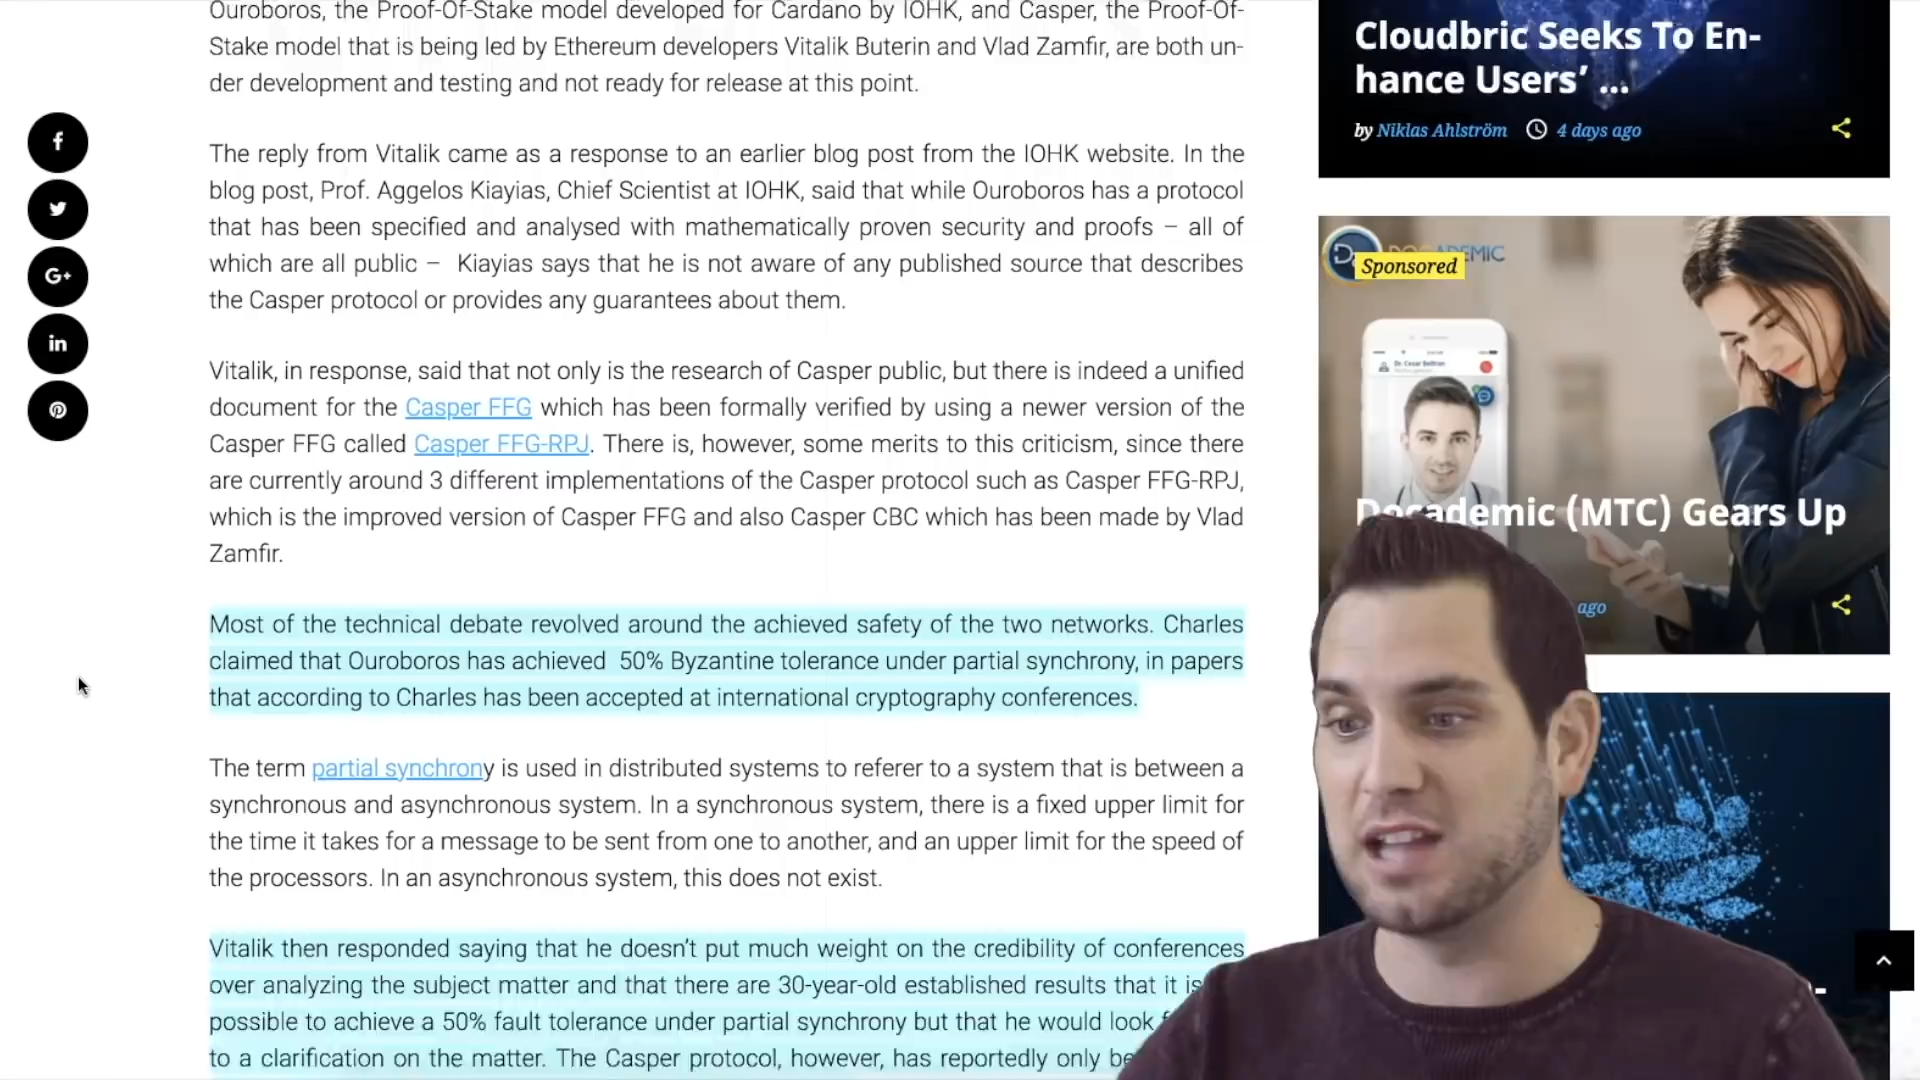 Ouroboros, the Proof-Of-Stake model developed for Cardano by IOHK, and Casper, the Proof-Of-
Stake model that is being led by Ethereum developers Vitalik Buterin and Vlad Zamfir, are both un-
der development and testing and not ready for release at this point.
The reply from Vitalik came as a response to an earlier blog post from the IOHK website. In the
blog post, Prof. Aggelos Kiayias, Chief Scientist at IOHK, said that while Ouroboros has a protocol
that has been specified and analysed with mathematically proven security and proofs – all of
which are all public – Kiayias says that he is not aware of any published source that describes
the Casper protocol or provides any guarantees about them.
Vitalik, in response, said that not only is the research of Casper public, but there is indeed a unified
document for the Casper FFG which has been formally verified by using a newer version of the
Casper FFG called Casper FFG-RPJ. There is, however, some merits to this criticism, since there
are currently around 3 different implementations of the Casper protocol such as Casper FFG-RPJ,
which is the improved version of Casper FFG and also Casper CBC which has been made by Vlad
Zamfir.
Most of the technical debate revolved around the achieved safety of the two networks. Charles
claimed that Ouroboros has achieved 50% Byzantine tolerance under partial synchrony, in papers
that according to Charles has been accepted at international cryptography conferences.
The term partial synchrony is used in distributed systems to referer to a system that is between a
synchronous and asynchronous system. In a synchronous system, there is a fixed upper limit for
the time it takes for a message to be sent from one to another, and an upper limit for the speed of
the processors. In an asynchronous system, this does not exist.
Vitalik then responded saying that he doesn't put much weight on the credibility of conferences
over analyzing the subject matter and that there are 30-year-old established results that it is
possible to achieve a 50% fault tolerance under partial synchrony but that he would look
to a clarification on the matter. The Casper protocol, however, has reportedly only
f
G+
in
Cloudbric Seeks To En-
hance Users' ...
by Niklas Ahlström 4 days ago
Sponsored
Docademic (MTC) Gears Up
ago